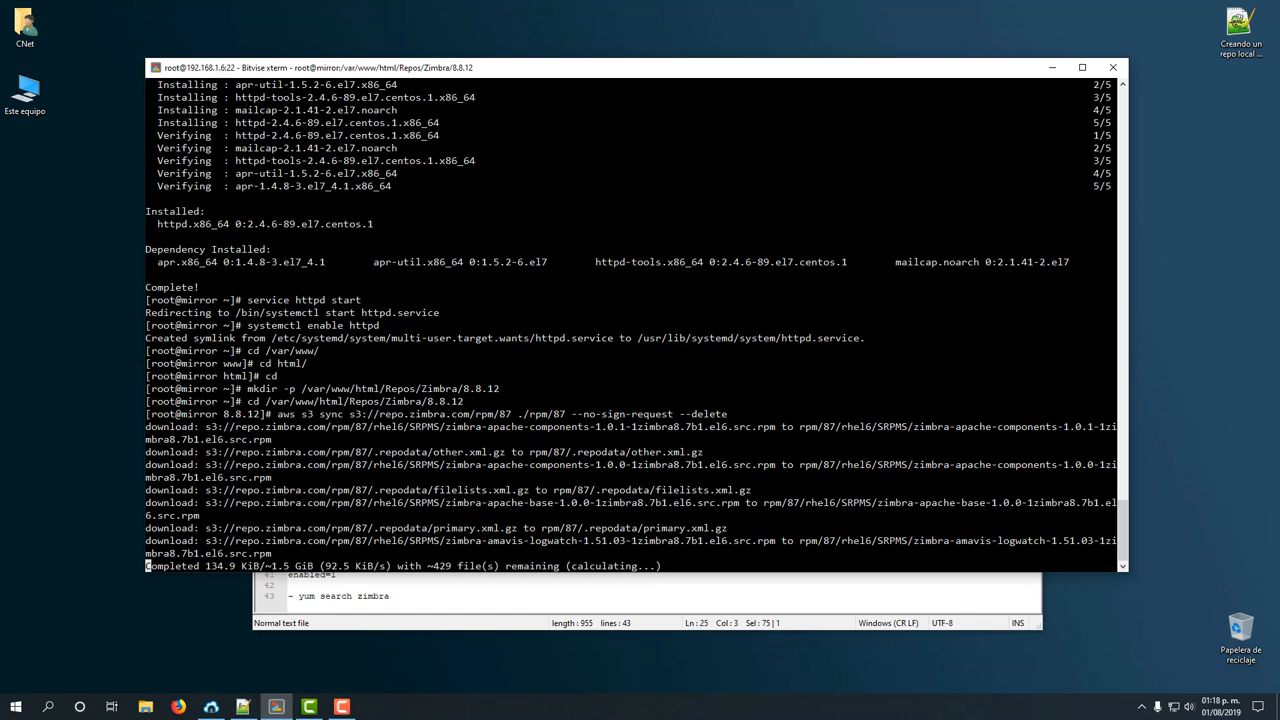 CNet
Este equipo
Creando un
repo local ...
root@192.168.1.6:22 - Bitvise xterm - root@mirror:/var/www/html/Repos/Zimbra/8.8.12
Installing : apr-util-1.5.2-6.el7.x86_64 2/5
Installing : httpd-tools-2.4.6-89.el7.centos.1.x86_64 3/5
Installing : mailcap-2.1.41-2.el7.noarch 4/5
Installing : httpd-2.4.6-89.el7.centos.1.x86_64 5/5
Verifying : httpd-2.4.6-89.el7.centos.1.x86_64 1/5
Verifying : mailcap-2.1.41-2.el7.noarch 2/5
Verifying : httpd-tools-2.4.6-89.el7.centos.1.x86_64 3/5
Verifying : apr-util-1.5.2-6.el7.x86_64 4/5
Verifying : apr-1.4.8-3.el7_4.1.x86_64 5/5
Installed:
httpd.x86_64 0:2.4.6-89.el7.centos.1
Dependency Installed:
apr.x86_64 0:1.4.8-3.el7_4.1 apr-util.x86_64 0:1.5.2-6.el7 httpd-tools.x86_64 0:2.4.6-89.el7.centos.1 mailcap.noarch 0:2.1.41-2.el7
Complete!
[root@mirror ~]# service httpd start
Redirecting to /bin/systemctl start httpd.service
[root@mirror ~]# systemctl enable httpd
Created symlink from /etc/systemd/system/multi-user.target.wants/httpd.service to /usr/lib/systemd/system/httpd.service.
[root@mirror ~]# cd /var/www/
[root@mirror www]# cd html/
[root@mirror html]# cd
[root@mirror ~]# mkdir -p /var/www/html/Repos/Zimbra/8.8.12
[root@mirror ~]# cd /var/www/html/Repos/Zimbra/8.8.12
[root@mirror 8.8.12]# aws s3 sync s3://repo.zimbra.com/rpm/87 ./rpm/87 --no-sign-request --delete
download: s3://repo.zimbra.com/rpm/87/rhel6/SRPMS/zimbra-apache-components-1.0.1-1zimbra8.7b1.el6.src.rpm to rpm/87/rhel6/SRPMS/zimbra-apache-components-1.0.1-1zi
mbra8.7b1.el6.src.rpm
download: s3://repo.zimbra.com/rpm/87/.repodata/other.xml.gz to rpm/87/.repodata/other.xml.gz
download: s3://repo.zimbra.com/rpm/87/rhel6/SRPMS/zimbra-apache-components-1.0.0-1zimbra8.7b1.el6.src.rpm to rpm/87/rhel6/SRPMS/zimbra-apache-components-1.0.0-1zi
mbra8.7b1.el6.src.rpm
download: s3://repo.zimbra.com/rpm/87/.repodata/filelists.xml.gz to rpm/87/.repodata/filelists.xml.gz
download: s3://repo.zimbra.com/rpm/87/rhel6/SRPMS/zimbra-apache-base-1.0.0-1zimbra8.7b1.el6.src.rpm to rpm/87/rhel6/SRPMS/zimbra-apache-base-1.0.0-1zimbra8.7b1.el
6.src.rpm
download: s3://repo.zimbra.com/rpm/87/.repodata/primary.xml.gz to rpm/87/.repodata/primary.xml.gz
download: s3://repo.zimbra.com/rpm/87/rhel6/SRPMS/zimbra-amavis-logwatch-1.51.03-1zimbra8.7b1.el6.src.rpm to rpm/87/rhel6/SRPMS/zimbra-amavis-logwatch-1.51.03-1zi
mbra8.7b1.el6.src.rpm
Completed 134.9 KiB/~1.5 GiB (92.5 KiB/s) with ~429 file(s) remaining (calculating...)
41 enabled=1
42
43 - yum search zimbra
Normal text file length : 955 lines : 43 Ln : 25 Col : 3 Sel : 75 | 1 Windows (CR LF) UTF-8 INS
Papelera de
reciclaje
01:18 p. m.
01/08/2019